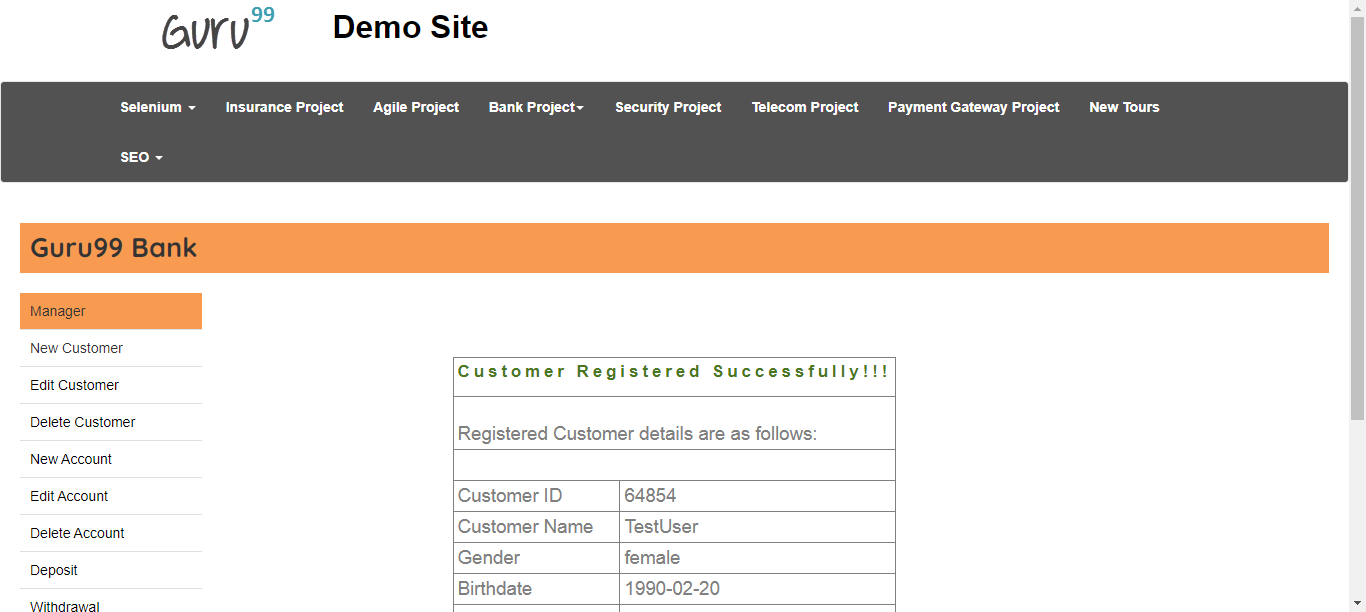 Guru99 Demo Site
Selenium Insurance Project Agile Project Bank Project Security Project Telecom Project Payment Gateway Project New Tours
SEO
Guru99 Bank
Manager
New Customer
Edit Customer
Delete Customer
New Account
Edit Account
Delete Account
Deposit
Withdrawal
Customer Registered Successfully!!!
Registered Customer details are as follows:
Customer ID 64854
Customer Name TestUser
Gender female
Birthdate 1990-02-20